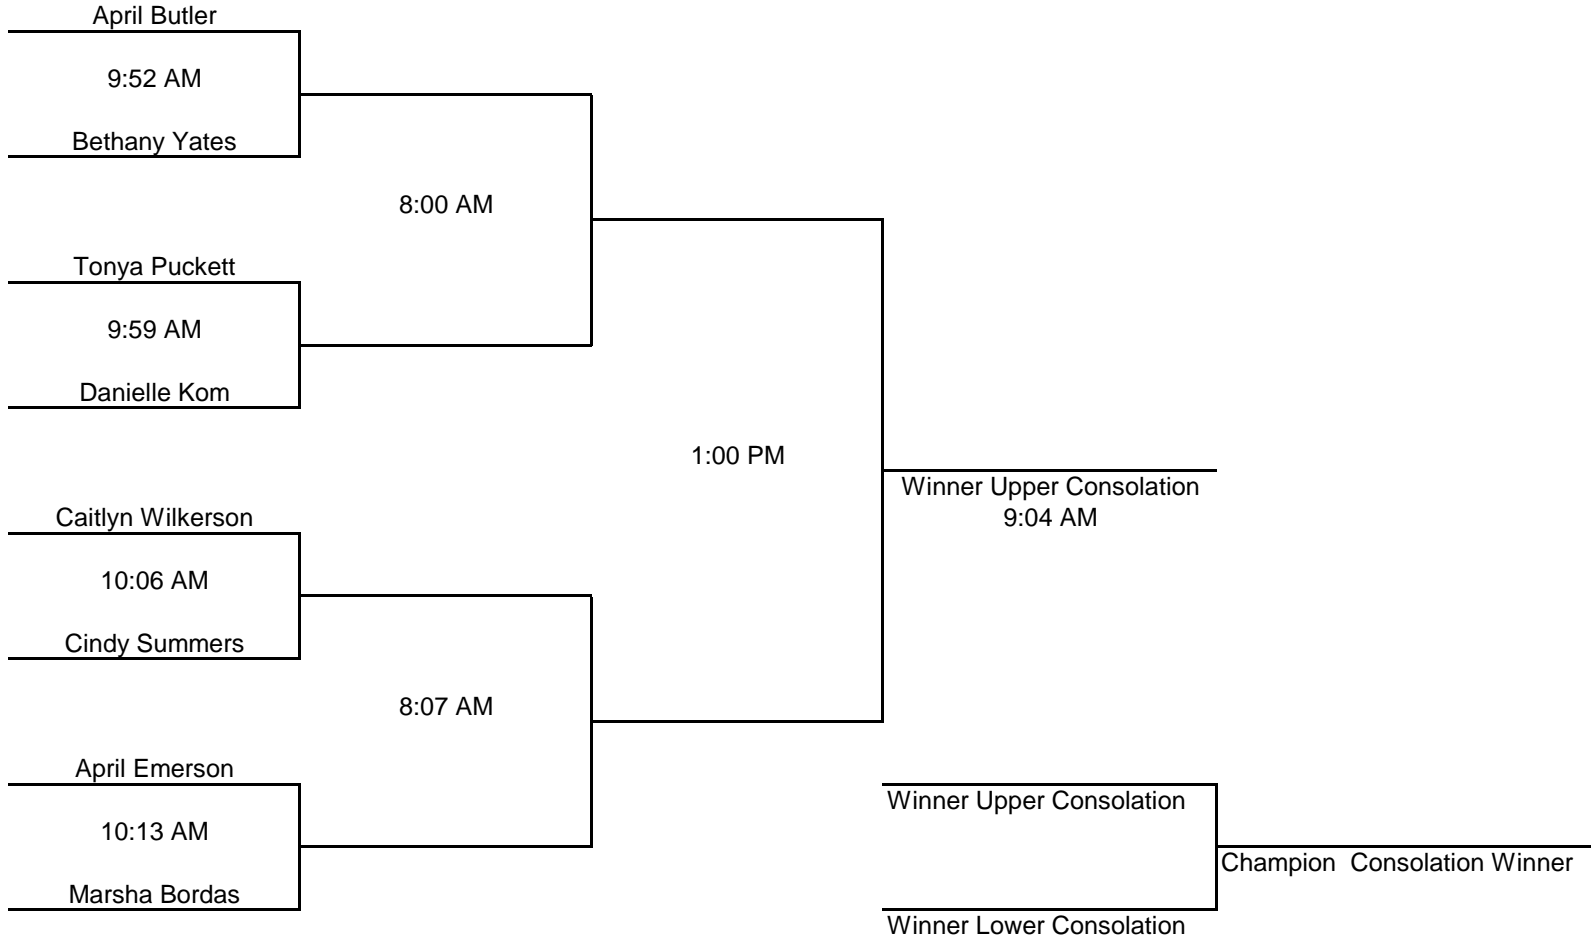 April Butler
9:52 AM
Bethany Yates
8:00 AM
Tonya Puckett
9:59 AM
Danielle Kom
1:00 PM
Winner Upper Consolation
9:04 AM
Caitlyn Wilkerson
10:06 AM
Cindy Summers
8:07 AM
April Emerson
10:13 AM
Marsha Bordas
Winner Upper Consolation
Champion  Consolation Winner
Winner Lower Consolation